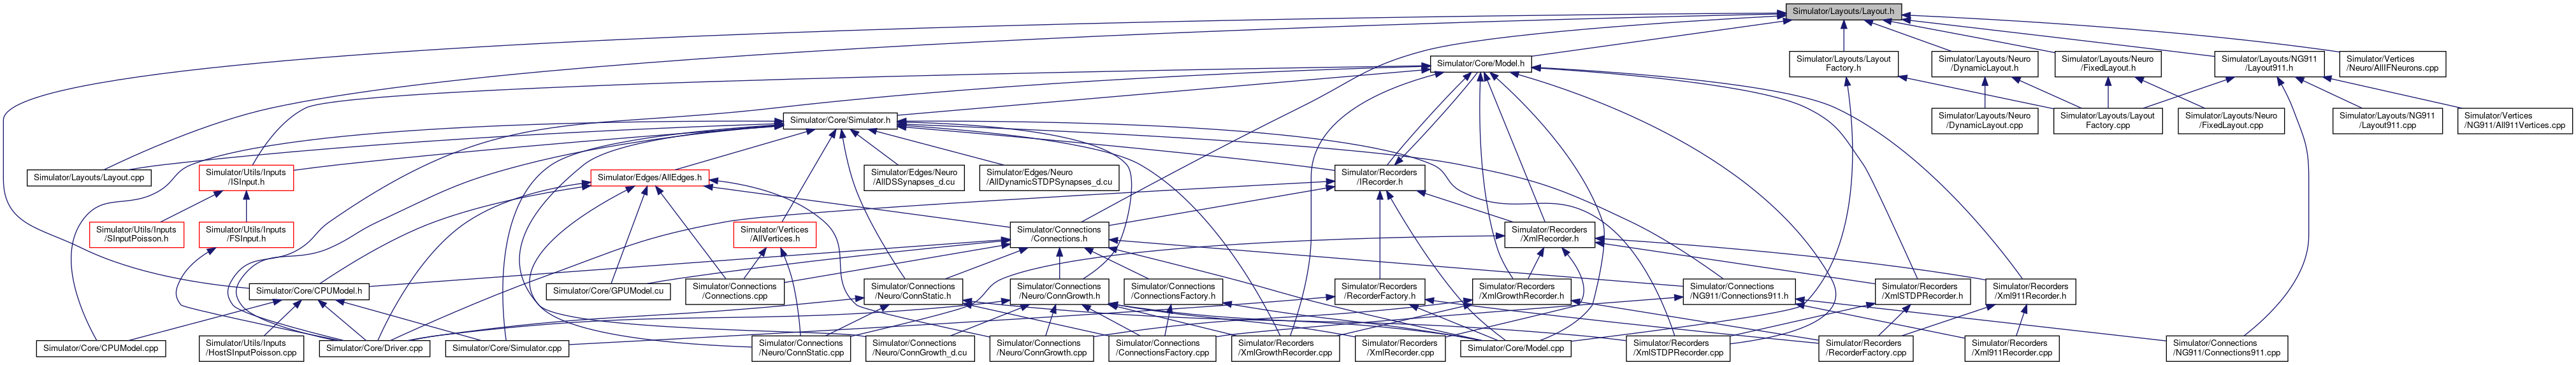 Simulator/Layouts/Layout.h
Simulator/Core/Model.h
Simulator/Layouts/Layout
Factory.h
Simulator/Layouts/Neuro
/DynamicLayout.h
Simulator/Layouts/Neuro
/FixedLayout.h
Simulator/Layouts/NG911
/Layout911.h
Simulator/Vertices
/Neuro/AllIFNeurons.cpp
Simulator/Core/Simulator.h
Simulator/Layouts/Neuro
/DynamicLayout.cpp
Simulator/Layouts/Layout
Factory.cpp
Simulator/Layouts/Neuro
/FixedLayout.cpp
Simulator/Layouts/NG911
/Layout911.cpp
Simulator/Vertices
/NG911/All911Vertices.cpp
Simulator/Layouts/Layout.cpp
Simulator/Utils/Inputs
/ISInput.h
Simulator/Edges/AllEdges.h
Simulator/Edges/Neuro
/AllDSSynapses_d.cu
Simulator/Edges/Neuro
/AllDynamicSTDPSynapses_d.cu
Simulator/Recorders
/IRecorder.h
Simulator/Utils/Inputs
/SInputPoisson.h
Simulator/Utils/Inputs
/FSInput.h
Simulator/Vertices
/AllVertices.h
Simulator/Connections
/Connections.h
Simulator/Recorders
/XmlRecorder.h
Simulator/Core/CPUModel.h
Simulator/Core/GPUModel.cu
Simulator/Connections
/Connections.cpp
Simulator/Connections
/Neuro/ConnStatic.h
Simulator/Connections
/Neuro/ConnGrowth.h
Simulator/Connections
/ConnectionsFactory.h
Simulator/Recorders
/RecorderFactory.h
Simulator/Recorders
/XmlGrowthRecorder.h
Simulator/Connections
/NG911/Connections911.h
Simulator/Recorders
/XmlSTDPRecorder.h
Simulator/Recorders
/Xml911Recorder.h
Simulator/Core/CPUModel.cpp
Simulator/Utils/Inputs
/HostSInputPoisson.cpp
Simulator/Core/Driver.cpp
Simulator/Core/Simulator.cpp
Simulator/Connections
/Neuro/ConnStatic.cpp
Simulator/Connections
/Neuro/ConnGrowth_d.cu
Simulator/Connections
/Neuro/ConnGrowth.cpp
Simulator/Connections
/ConnectionsFactory.cpp
Simulator/Recorders
/XmlGrowthRecorder.cpp
Simulator/Recorders
/XmlRecorder.cpp
Simulator/Core/Model.cpp
Simulator/Recorders
/XmlSTDPRecorder.cpp
Simulator/Recorders
/RecorderFactory.cpp
Simulator/Recorders
/Xml911Recorder.cpp
Simulator/Connections
/NG911/Connections911.cpp